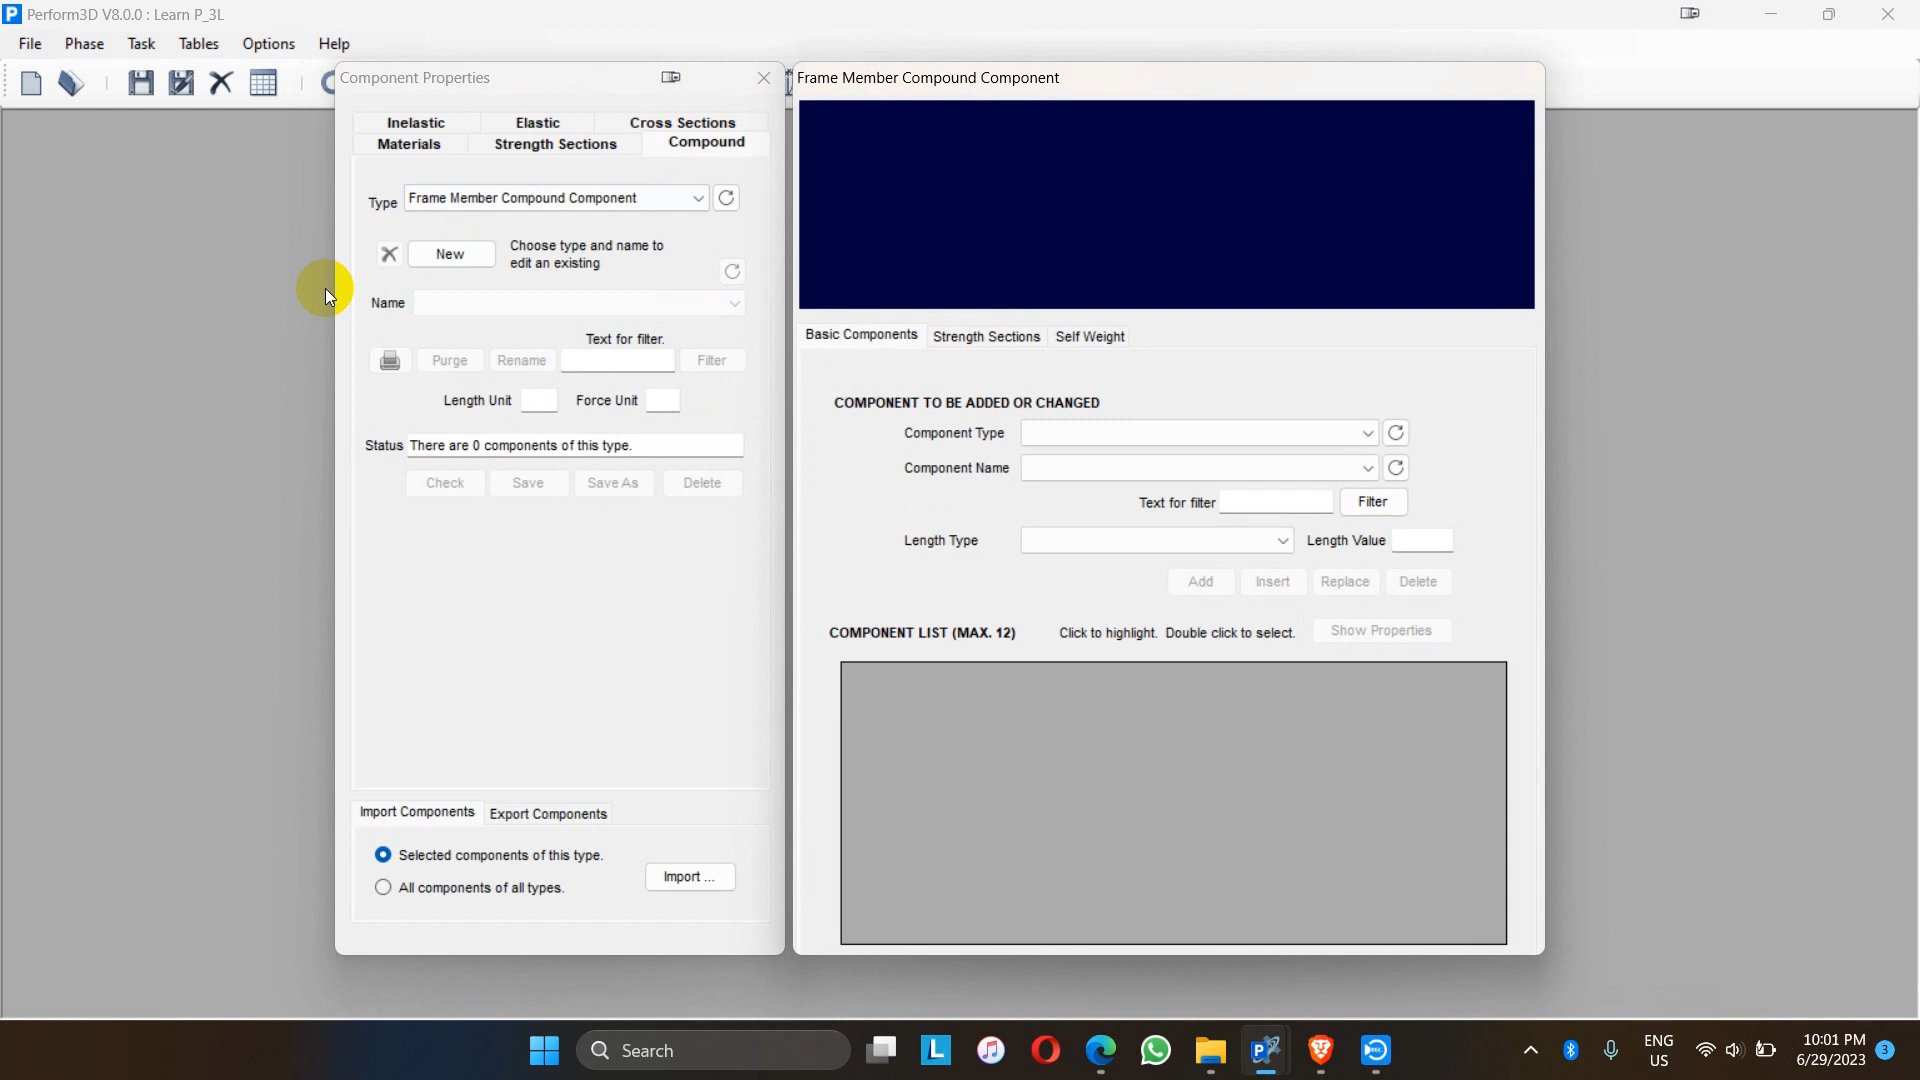 Perform3D V8.0.0 : Learn P_3L
File Phase Task Tables Options Help
Component Properties
Inelastic Elastic Cross Sections
Materials Strength Sections Compound
Type Frame Member Compound Component
New Choose type and name to
edit an existing
Name
Text for filter.
Purge Rename Filter
Length Unit Force Unit
Status There are 0 components of this type.
Check Save Save As Delete
Import Components Export Components
Selected components of this type.
Import ...
All components of all types.
Frame Member Compound Component
Basic Components Strength Sections Self Weight
COMPONENT TO BE ADDED OR CHANGED
Component Type
Component Name
Text for filter Filter
Length Type Length Value
Add Insert Replace Delete
COMPONENT LIST (MAX. 12) Click to highlight. Double click to select. Show Properties
Search
ENG
US
10:01 PM
6/29/2023
3